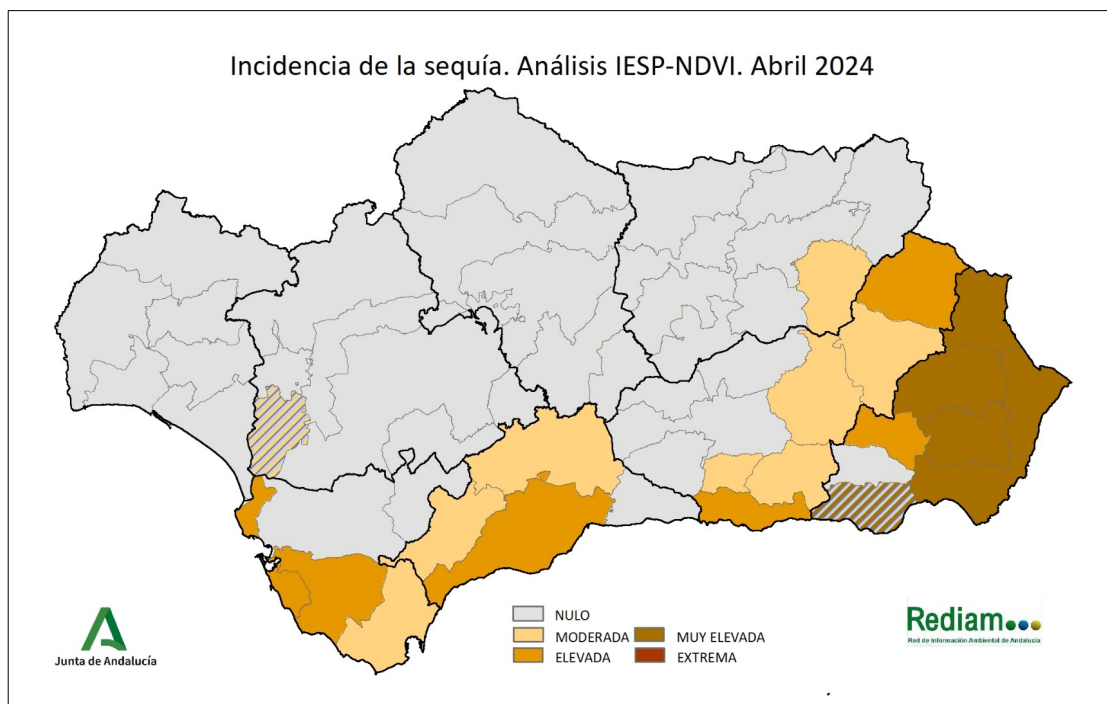 Incidencia de la sequía. Análisis IESP-NDVI. Abril 2024
NULO
MODERADA
MUY ELEVADA
ELEVADA
EXTREMA
Junta de Andalucía
Rediam
Red de Información Ambiental de Andalucía